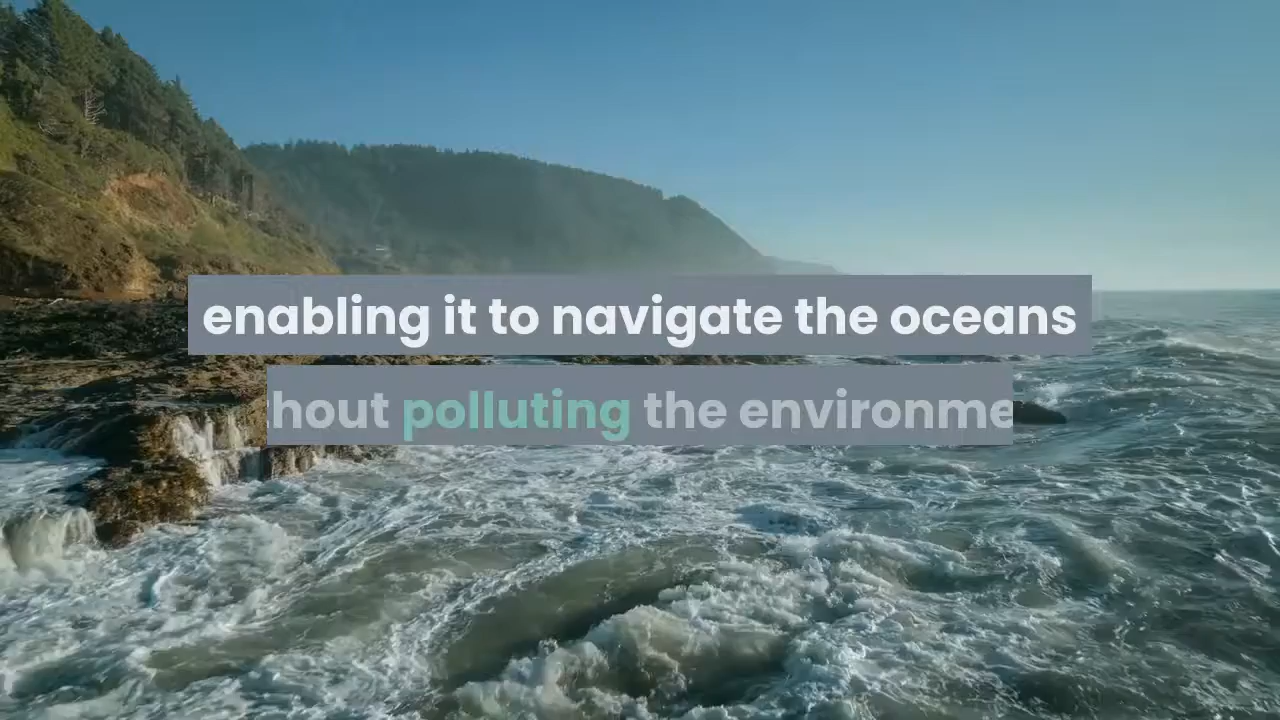 enabling it to navigate the oceans
hout polluting the environme